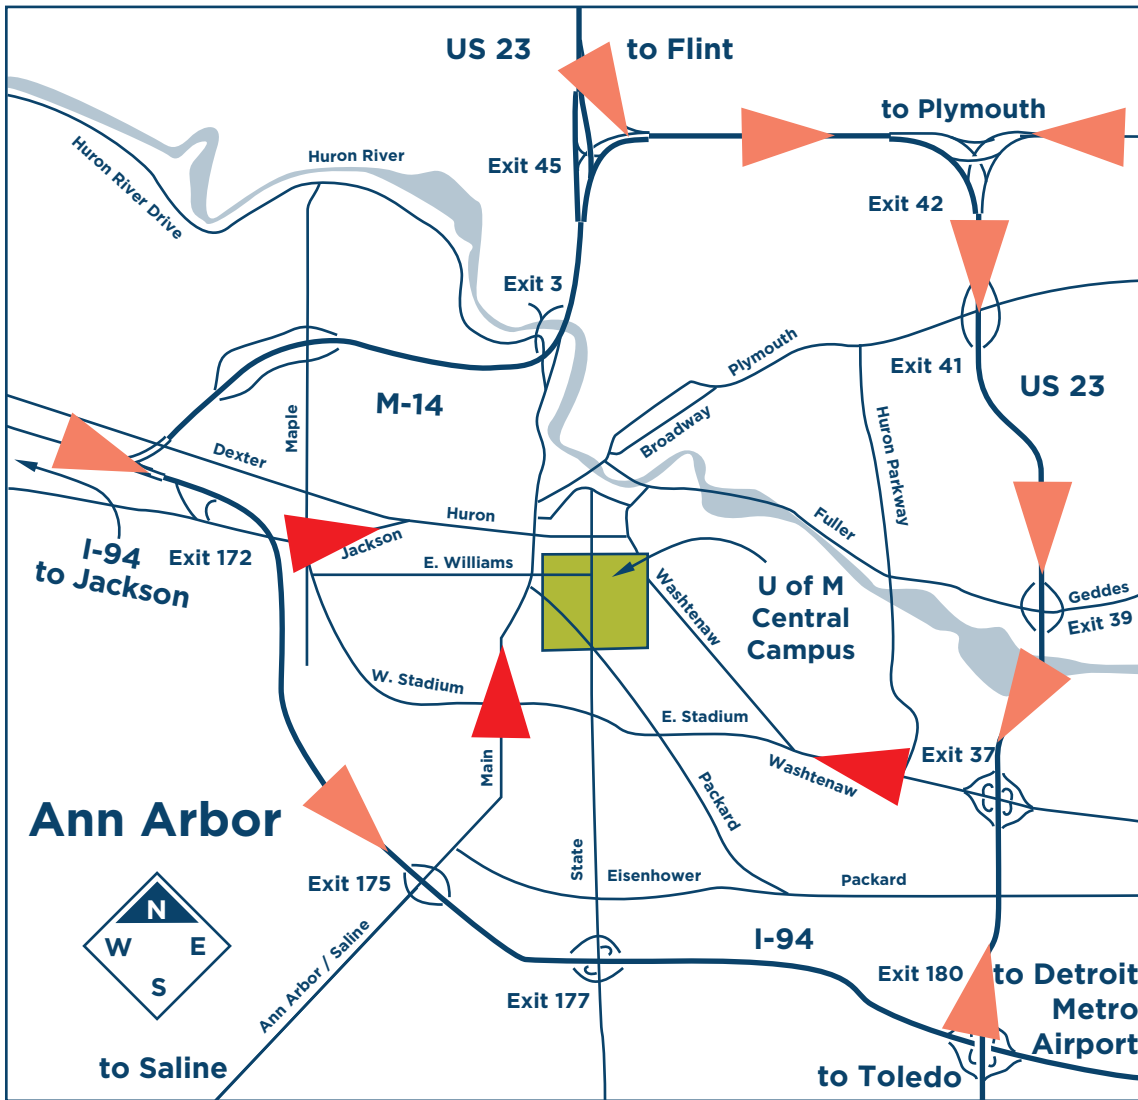 US 23
to Flint
to Plymouth
Huron River
Exit 45
Huron River Drive
Exit 42
Exit 3
Plymouth
Exit 41
US 23
M-14
Maple
Broadway
Huron Parkway
Dexter
Huron
Fuller
Jackson
I-94
to Jackson
Exit 172
E. Williams
Washtenaw
U of M
Central
Campus
Geddes
Exit 39
W. Stadium
E. Stadium
Exit 37
Main
Washtenaw
Packard
Ann Arbor
Exit 175
State
Eisenhower
Packard
N
W
E
S
Ann Arbor / Saline
I-94
Exit 177
Exit 180
to Detroit
Metro
Airport
to Saline
to Toledo